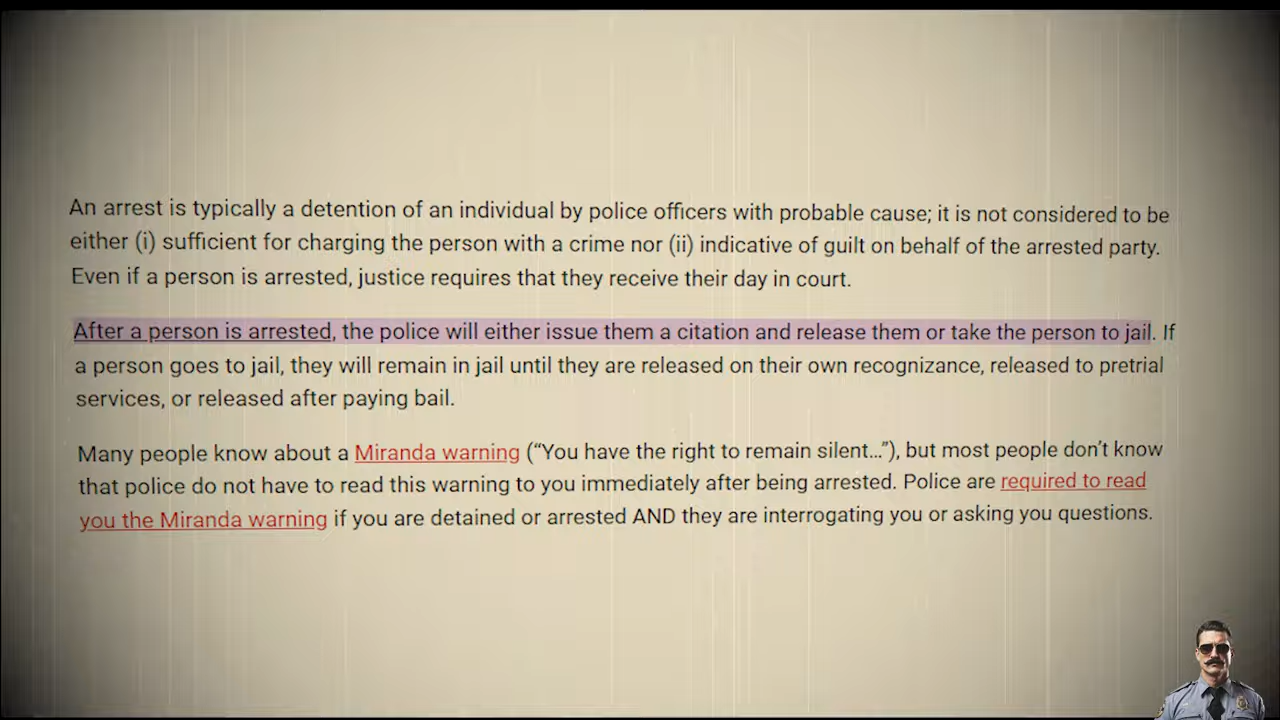 An arrest is typically a detention of an individual by police officers with probable cause; it is not considered to be
either (i) sufficient for charging the person with a crime nor (ii) indicative of guilt on behalf of the arrested party.
Even if a person is arrested, justice requires that they receive their day in court.
After a person is arrested, the police will either issue them a citation and release them or take the person to jail. If
a person goes to jail, they will remain in jail until they are released on their own recognizance, released to pretrial
services, or released after paying bail.
Many people know about a Miranda warning (“You have the right to remain silent…”), but most people don’t know
that police do not have to read this warning to you immediately after being arrested. Police are required to read
you the Miranda warning if you are detained or arrested AND they are interrogating you or asking you questions.